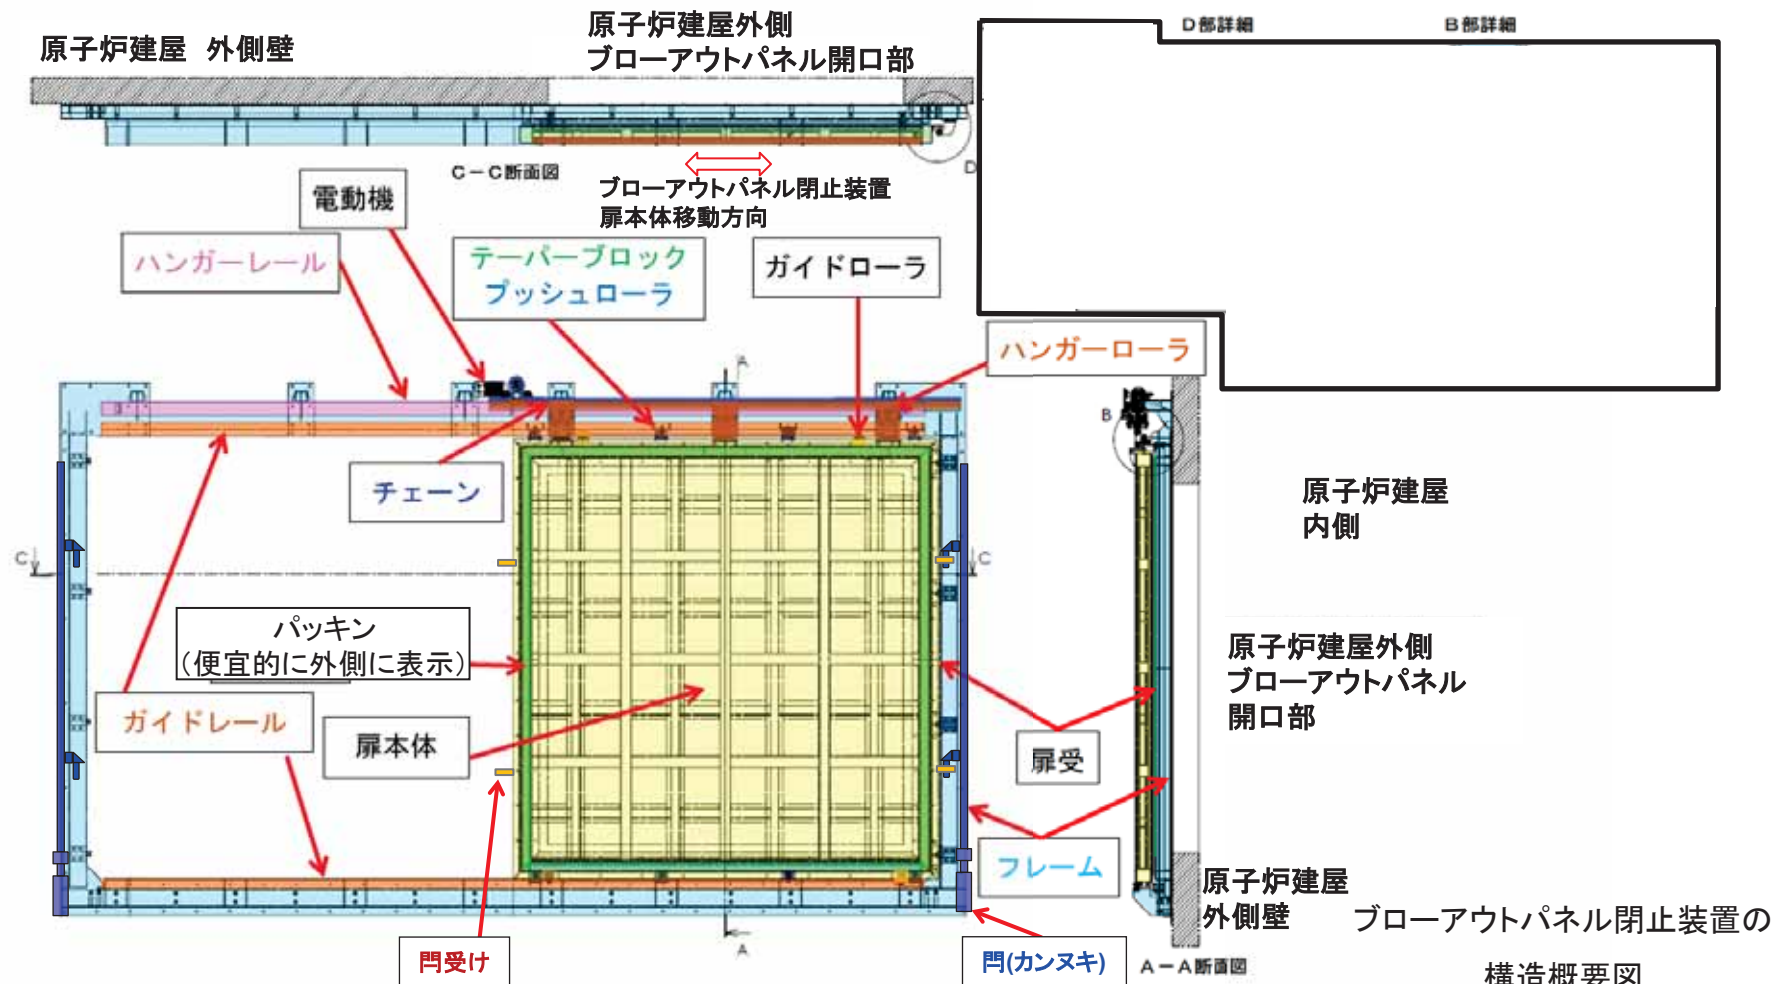 原子炉建屋 外側壁
原子炉建屋外側
ブローアウトパネル開口部
D部詳細
B部詳細
C－C断面図
D
ブローアウトパネル閉止装置
扉本体移動方向
電動機
ハンガーレール
テーパーブロック
プッシュローラ
ガイドローラ
ハンガーローラ
A
B
チェーン
原子炉建屋
内側
C
C
パッキン
(便宜的に外側に表示)
原子炉建屋外側
ブローアウトパネル
開口部
ガイドレール
扉本体
扉受
フレーム
原子炉建屋
外側壁
ブローアウトパネル閉止装置の
構造概要図
A
閂受け
閂(カンヌキ)
A－A断面図